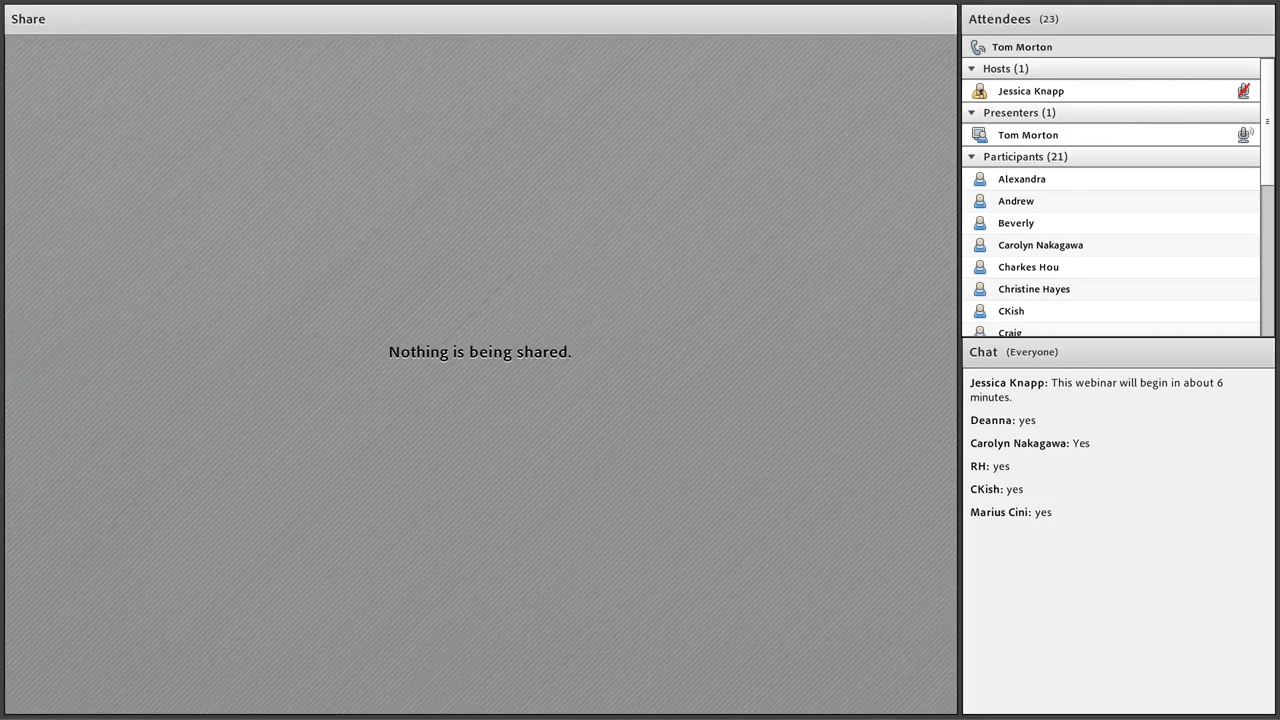 Share
Nothing is being shared.
Attendees (23)
Tom Morton
Hosts (1)
Jessica Knapp
Presenters (1)
Tom Morton
Participants (21)
Alexandra
Andrew
Beverly
Carolyn Nakagawa
Charkes Hou
Christine Hayes
CKish
Craig
Chat (Everyone)
Jessica Knapp: This webinar will begin in about 6
minutes.
Deanna: yes
Carolyn Nakagawa: Yes
RH: yes
CKish: yes
Marius Cini: yes